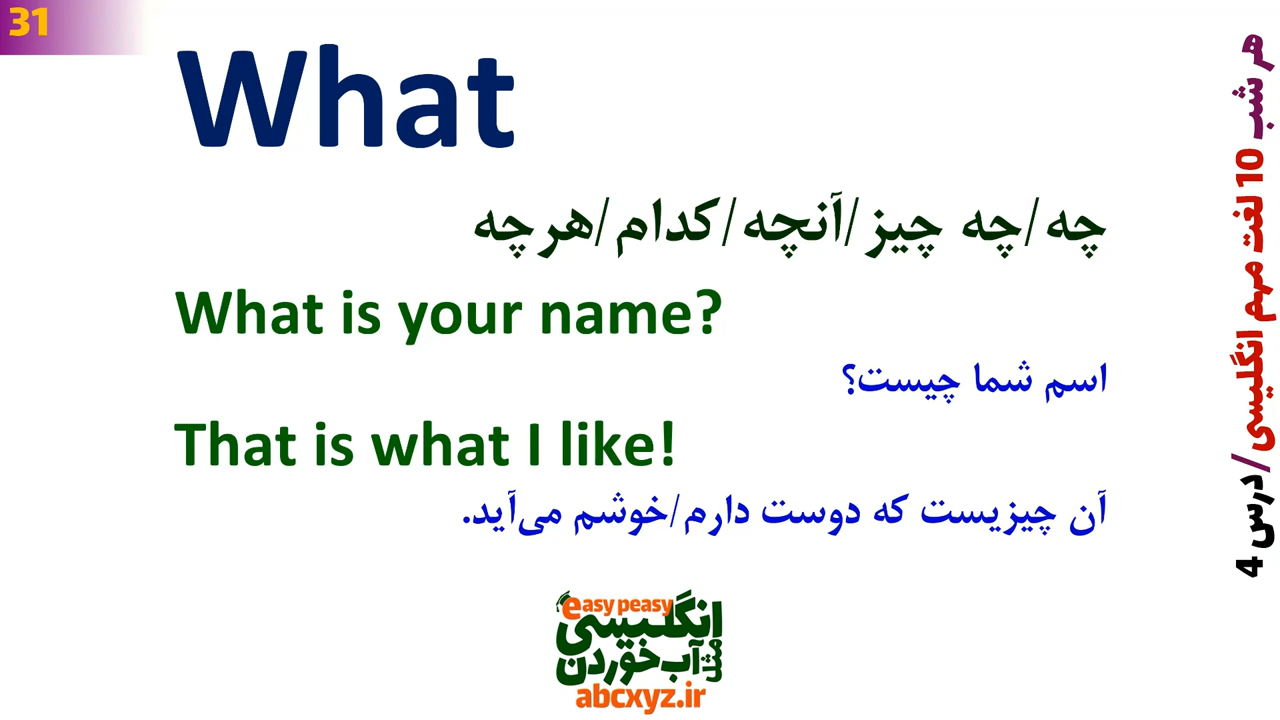 31
What
چه/چه چیز/آنچه/کدام/هرچه
What is your name?
اسم شما چیست؟
That is what I like!
آن چیزیست که دوست دارم/خوشم می‌آید.
هر شب 10 لغت مهم انگلیسی/درس 4
easy peasy
انگلیسی
مثل آب خوردن
abcxyz.ir